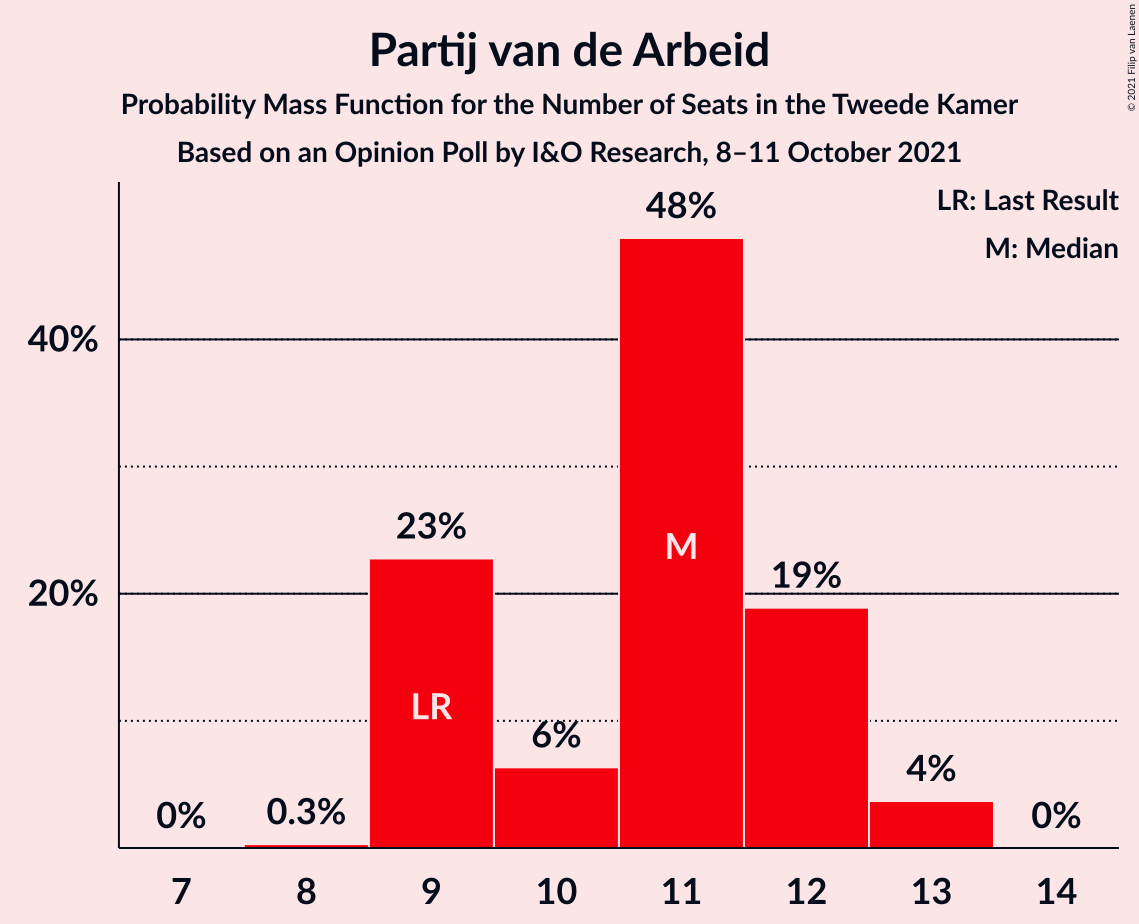 Partij van de Arbeid
Probability Mass Function for the Number of Seats in the Tweede Kamer
Based on an Opinion Poll by I&O Research, 8–11 October 2021
© 2021 Filip van Laenen
LR: Last Result
M: Median
48%
40%
23%
M
19%
20%
LR
6%
4%
0%
0.3%
0%
7 8 9 10 11 12 13 14